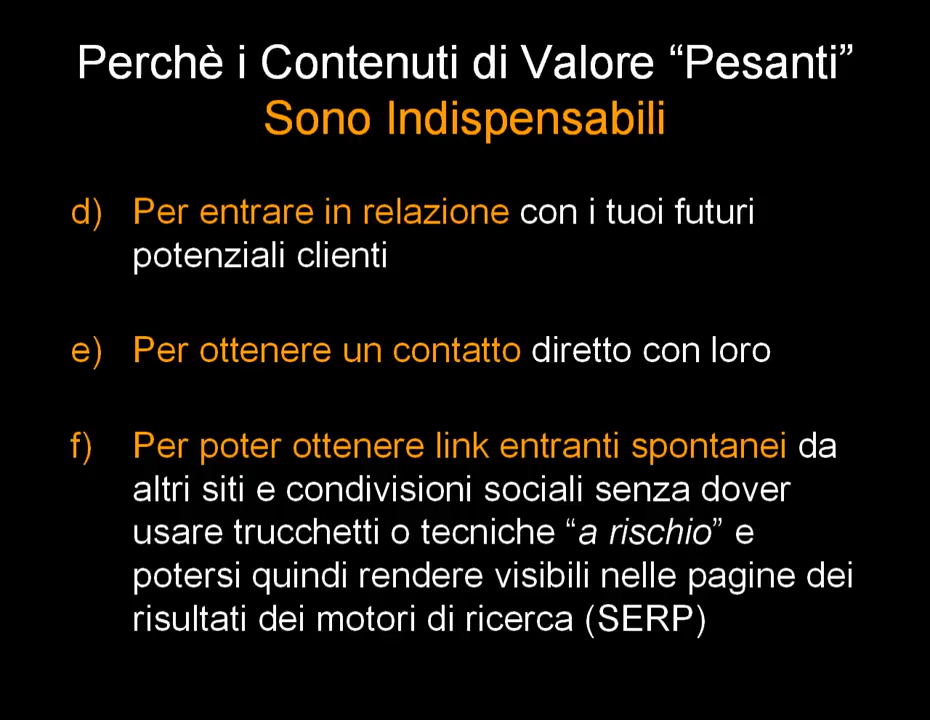 Perchè i Contenuti di Valore “Pesanti”
Sono Indispensabili
d) Per entrare in relazione con i tuoi futuri
potenziali clienti
e) Per ottenere un contatto diretto con loro
f) Per poter ottenere link entranti spontanei da
altri siti e condivisioni sociali senza dover
usare trucchetti o tecniche “a rischio” e
potersi quindi rendere visibili nelle pagine dei
risultati dei motori di ricerca (SERP)